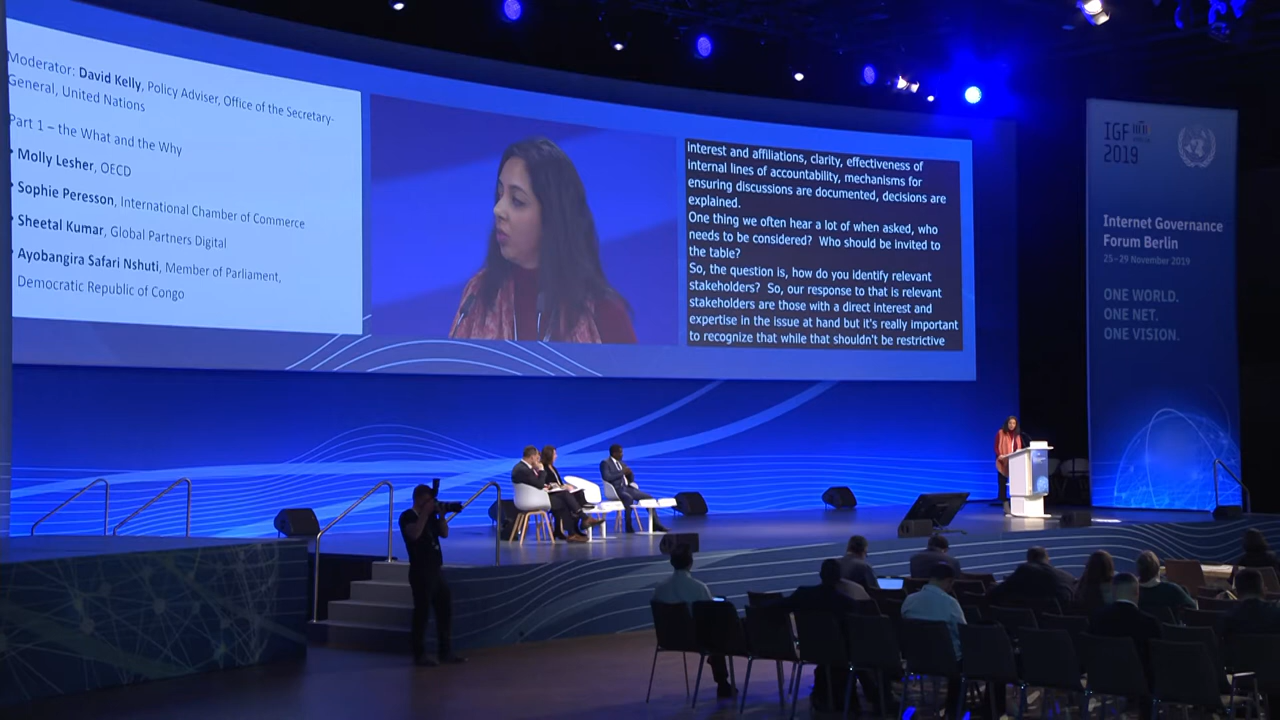 Moderator: David Kelly, Policy Adviser, Office of the Secretary-
General, United Nations
Part 1 – the What and the Why
• Molly Lesher, OECD
• Sophie Peresson, International Chamber of Commerce
• Sheetal Kumar, Global Partners Digital
• Ayobangira Safari Nshuti, Member of Parliament,
Democratic Republic of Congo
interest and affiliations, clarity, effectiveness of
internal lines of accountability, mechanisms for
ensuring discussions are documented, decisions are
explained.
One thing we often hear a lot of when asked, who
needs to be considered? Who should be invited to
the table?
So, the question is, how do you identify relevant
stakeholders? So, our response to that is relevant
stakeholders are those with a direct interest and
expertise in the issue at hand but it's really important
to recognize that while that shouldn't be restrictive
IGF
2019
Internet Governance
Forum Berlin
25 - 29 November 2019
ONE WORLD.
ONE NET.
ONE VISION.